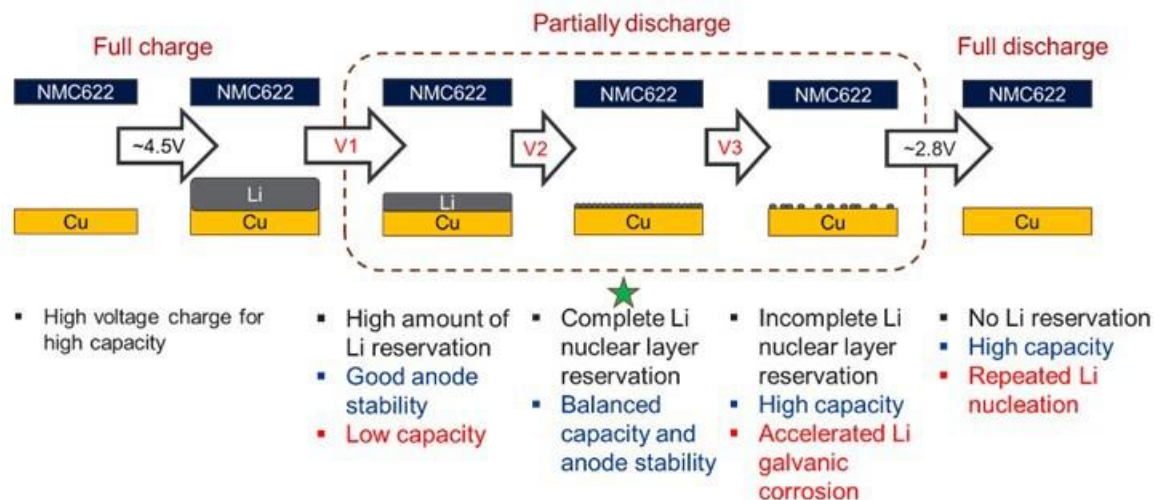 Partially discharge
Full charge
Full discharge
NMC622
NMC622
NMC622
NMC622
NMC622
NMC622
~4.5V
V1
V2
V3
~2.8V
Li
Li
Cu
Cu
Cu
Cu
Cu
Cu
▪ High voltage charge for
high capacity
▪ High amount of
Li reservation
▪ Good anode
stability
▪ Low capacity
▪ Complete Li
nuclear layer
reservation
▪ Balanced
capacity and
anode stability
▪ Incomplete Li
nuclear layer
reservation
▪ High capacity
▪ Accelerated Li
galvanic
corrosion
▪ No Li reservation
▪ High capacity
▪ Repeated Li
nucleation